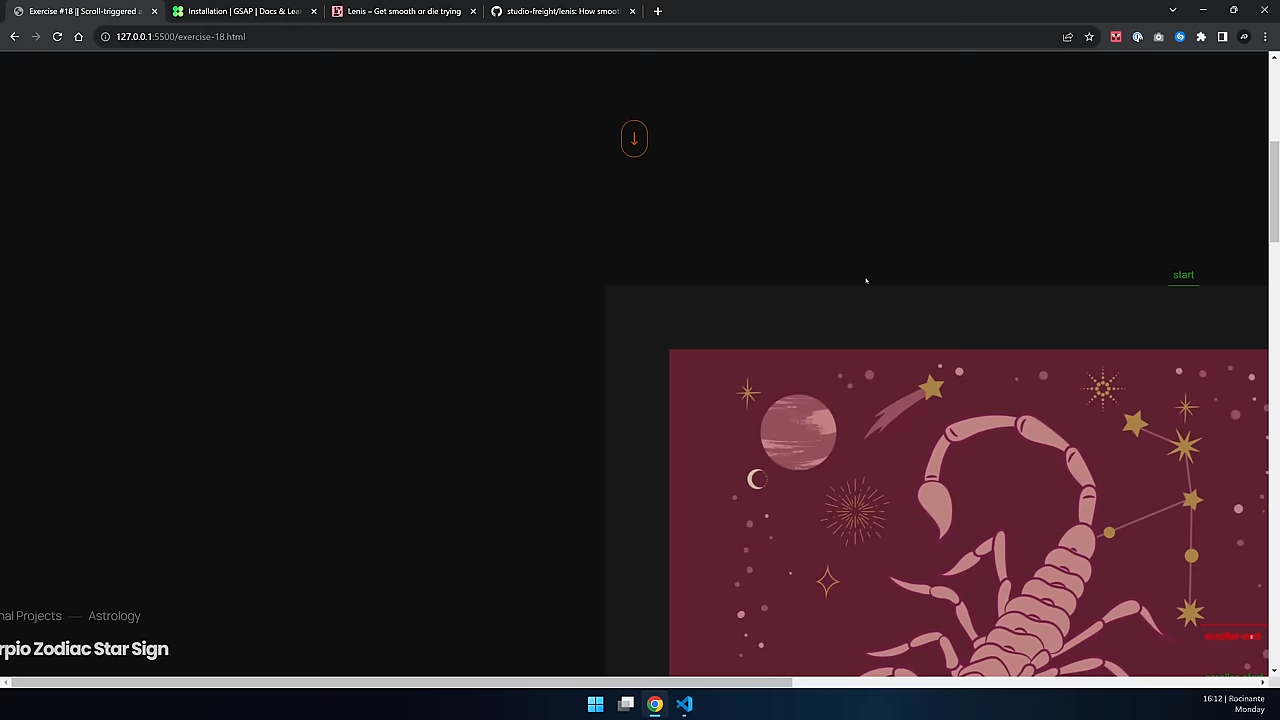 Exercise #18 || Scroll-triggered a
Installation | GSAP | Docs & Lea
Lenis – Get smooth or die trying
studio-freight/lenis: How smoot
127.0.0.1:5500/exercise-18.html
start
nal Projects — Astrology
rpio Zodiac Star Sign
scroller-end
16:12 | Rocinante
Monday